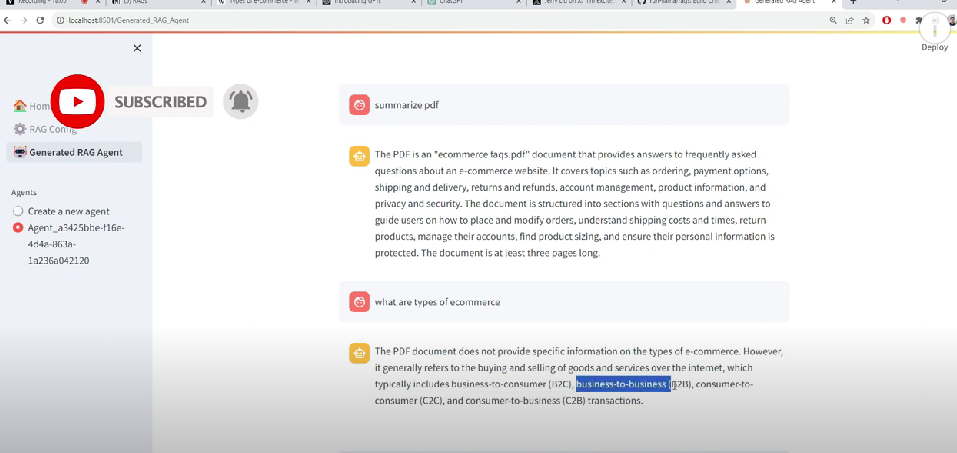 localhost:8501/Generated_RAG_Agent
Deploy
SUBSCRIBED
RAG Config
Generated RAG Agent
Agents
Create a new agent
Agent_a3425bbe-f16e-
4d4a-863a-
1a236a042120
summarize pdf
The PDF is an "ecommerce faqs.pdf" document that provides answers to frequently asked
questions about an e-commerce website. It covers topics such as ordering, payment options,
shipping and delivery, returns and refunds, account management, product information, and
privacy and security. The document is structured into sections with questions and answers to
guide users on how to place and modify orders, understand shipping costs and times, return
products, manage their accounts, find product sizing, and ensure their personal information is
protected. The document is at least three pages long.
what are types of ecommerce
The PDF document does not provide specific information on the types of e-commerce. However,
it generally refers to the buying and selling of goods and services over the internet, which
typically includes business-to-consumer (B2C), business-to-business (B2B), consumer-to-
consumer (C2C), and consumer-to-business (C2B) transactions.